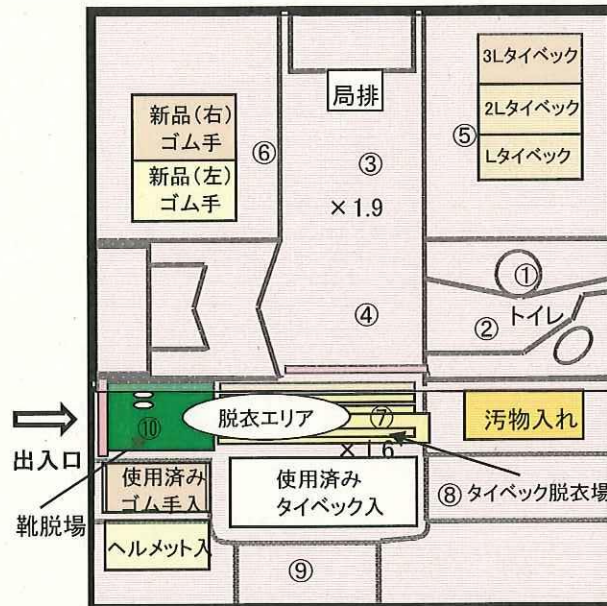 3Lタイベック
2Lタイベック
Lタイベック
局排
新品(右)
ゴム手
新品(左)
ゴム手
⑥
③
⑤
×1.9
①
④
②
トイレ
出入口
⑩
脱衣エリア
⑦
×1.6
汚物入れ
靴脱場
使用済み
ゴム手入
使用済み
タイベック入
⑧タイベック脱衣場
ヘルメット入
⑨